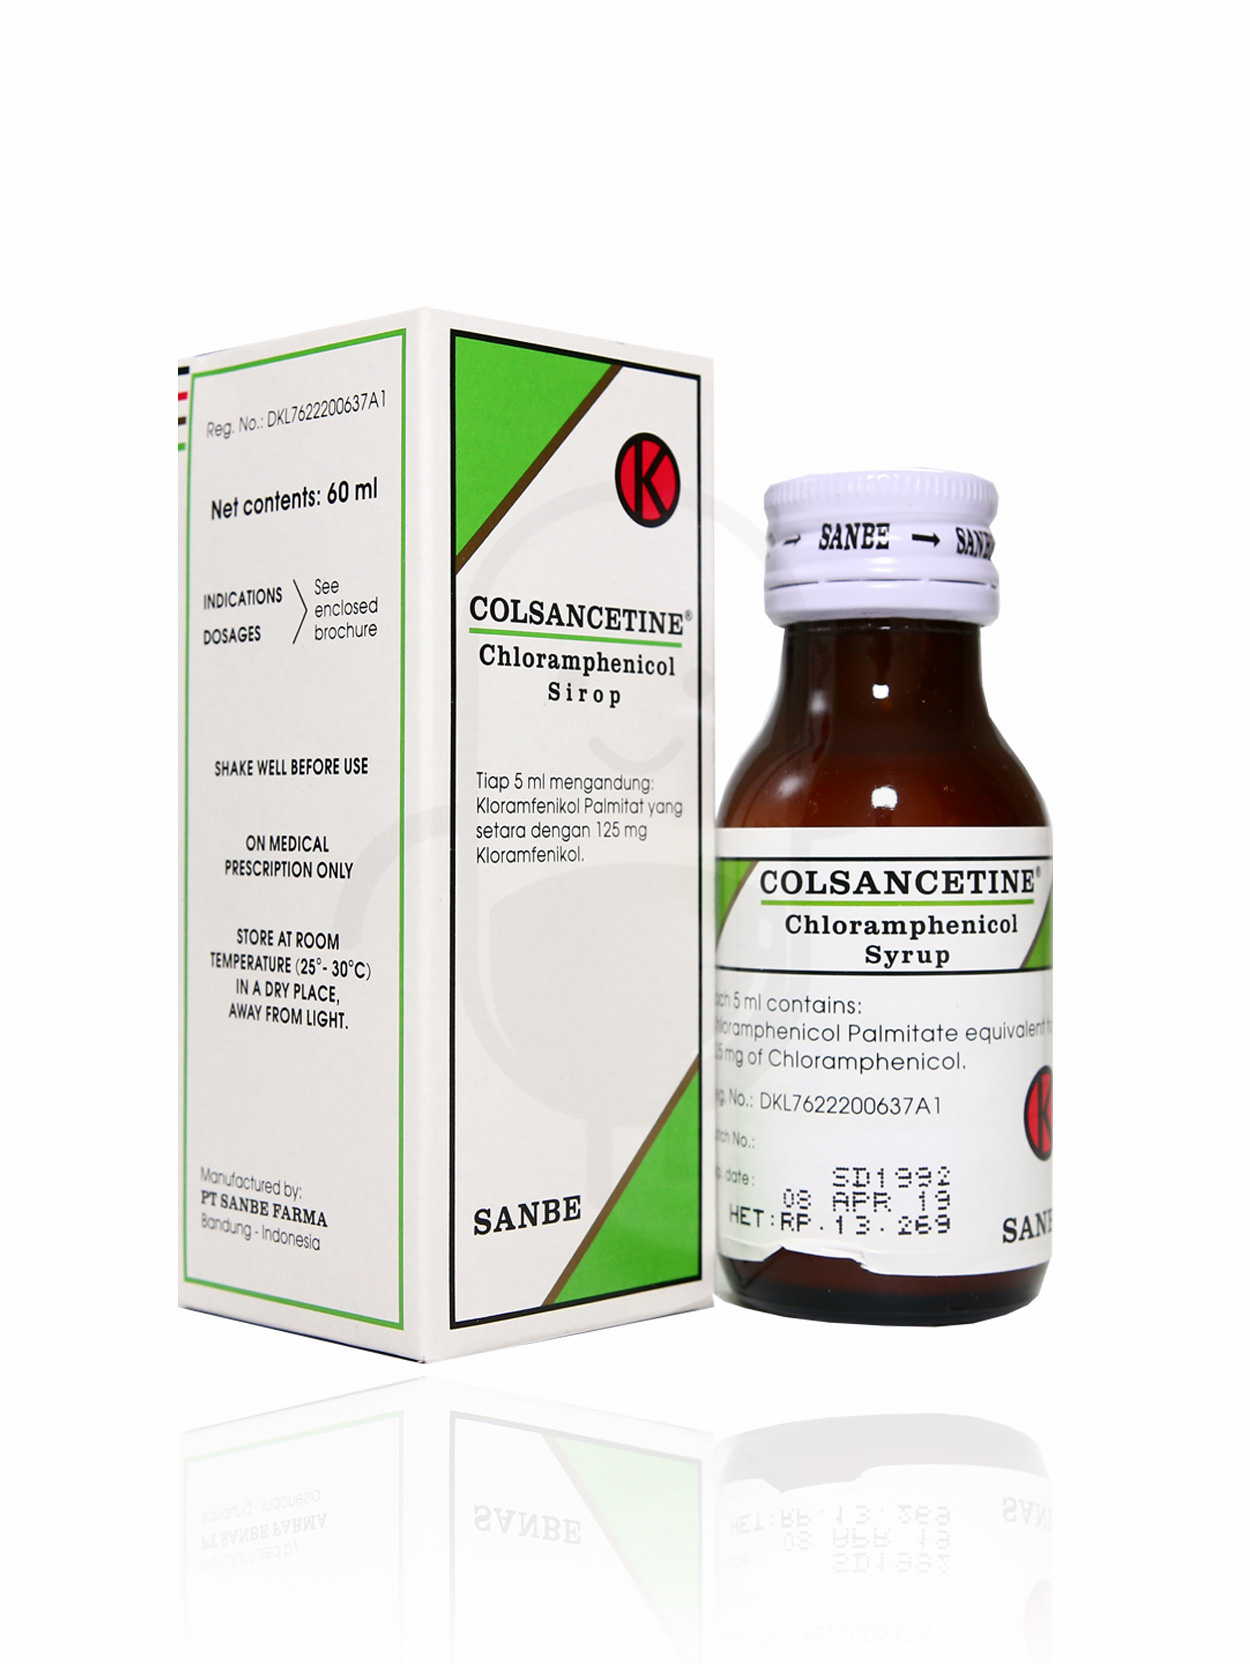 Reg. No.: DKL7622200637A1
Net contents: 60 ml
INDICATIONS
DOSAGES
See
enclosed
brochure
SHAKE WELL BEFORE USE
ON MEDICAL
PRESCRIPTION ONLY
STORE AT ROOM
TEMPERATURE (25°- 30°C)
IN A DRY PLACE,
AWAY FROM LIGHT.
Manufactured by:
PT SANBE FARMA
Bandung - Indonesia
K
COLSANCETINE®
Chloramphenicol
Sirop
Tiap 5 ml mengandung:
Kloramfenikol Palmitat yang
setara dengan 125 mg
Kloramfenikol.
SANBE
SANBE → SANB
COLSANCETINE®
Chloramphenicol
Syrup
ach 5 ml contains:
hloramphenicol Palmitate equivalent
25 mg of Chloramphenicol.
eg. No.: DKL7622200637A1
K
tch No.:
p. date:
SD1992
08 APR 19
HET:RP.13.269
SANB